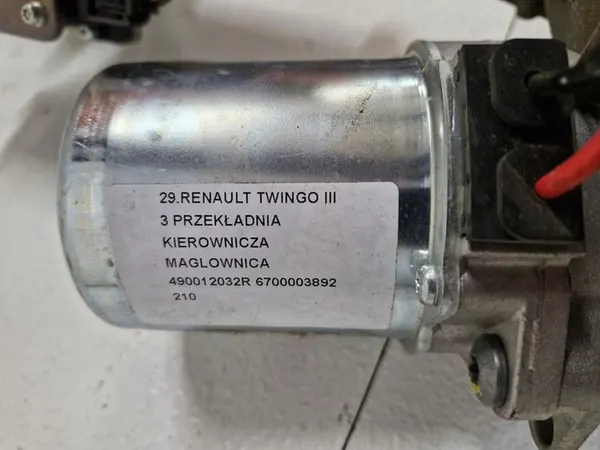 29.RENAULT TWINGO III
3 PRZEKŁADNIA
KIEROWNICZA
MAGLOWNICA
490012032R 6700003892
210